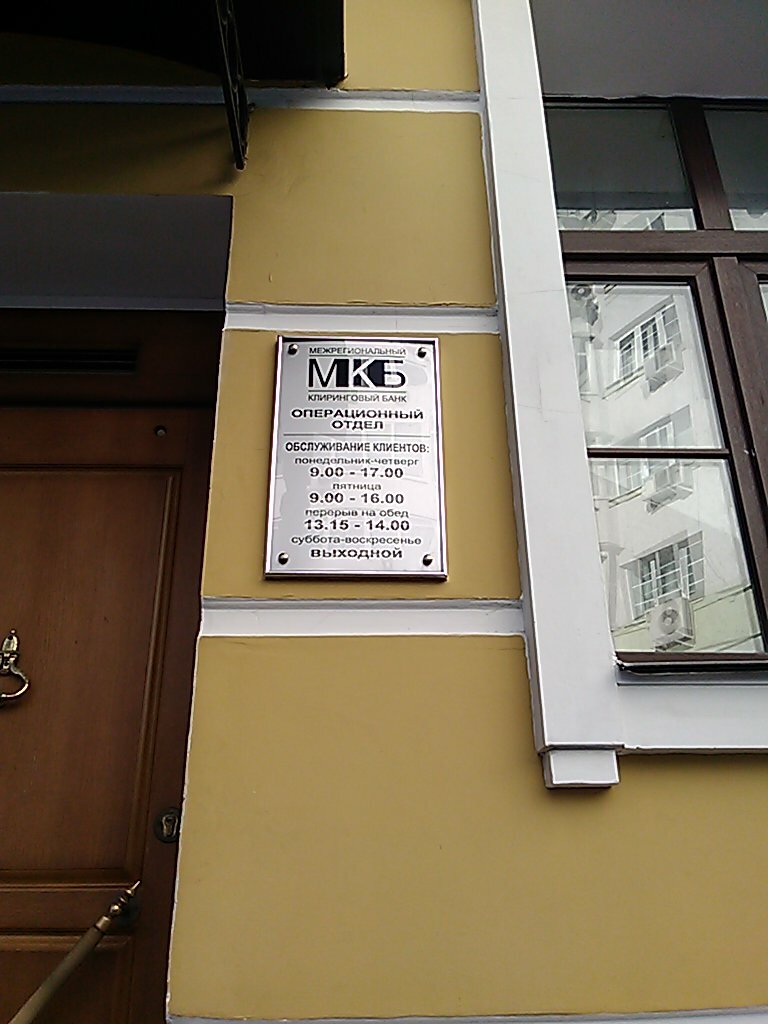 МЕЖРЕГИОНАЛЬНЫЙ
МКБ
КЛИРИНГОВЫЙ БАНК
ОПЕРАЦИОННЫЙ
ОТДЕЛ
ОБСЛУЖИВАНИЕ КЛИЕНТОВ:
понедельник-четверг
9.00 - 17.00
пятница
9.00 - 16.00
перерыв на обед
13.15 - 14.00
суббота-воскресенье
ВЫХОДНОЙ